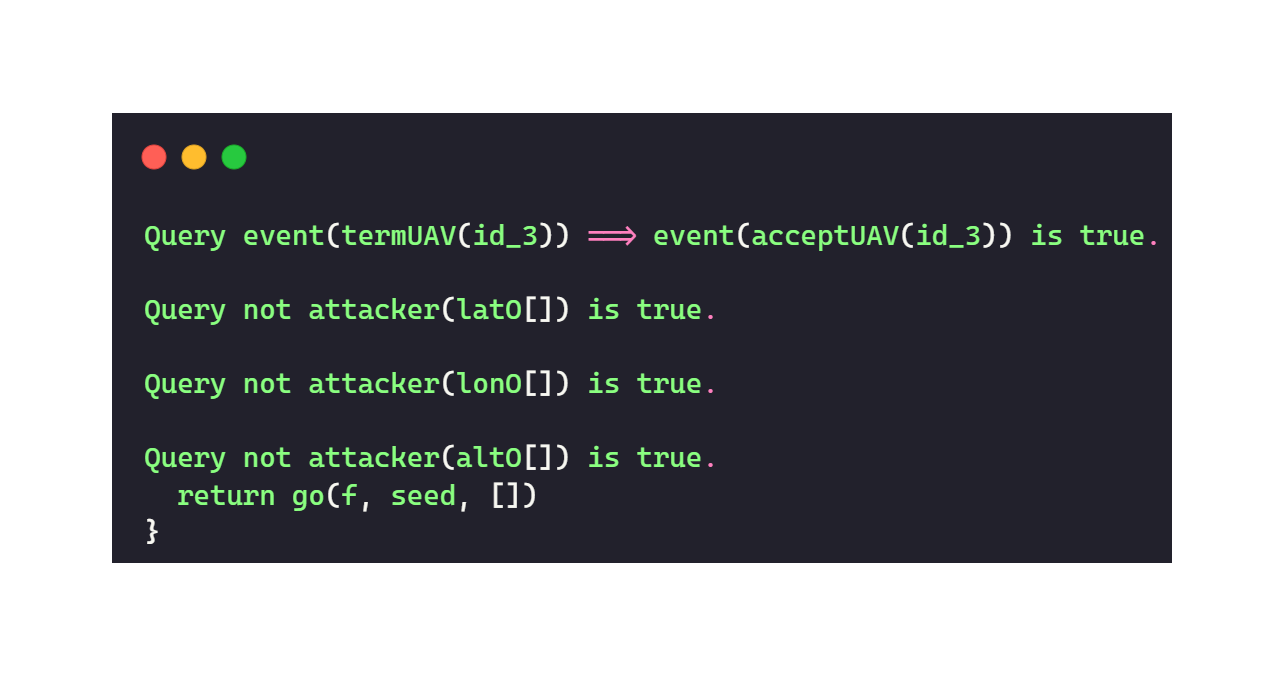 Query event(termUAV(id_3)) ==> event(acceptUAV(id_3)) is true.
Query not attacker(latO[]) is true.
Query not attacker(lonO[]) is true.
Query not attacker(altO[]) is true.
return go(f, seed, [])
}